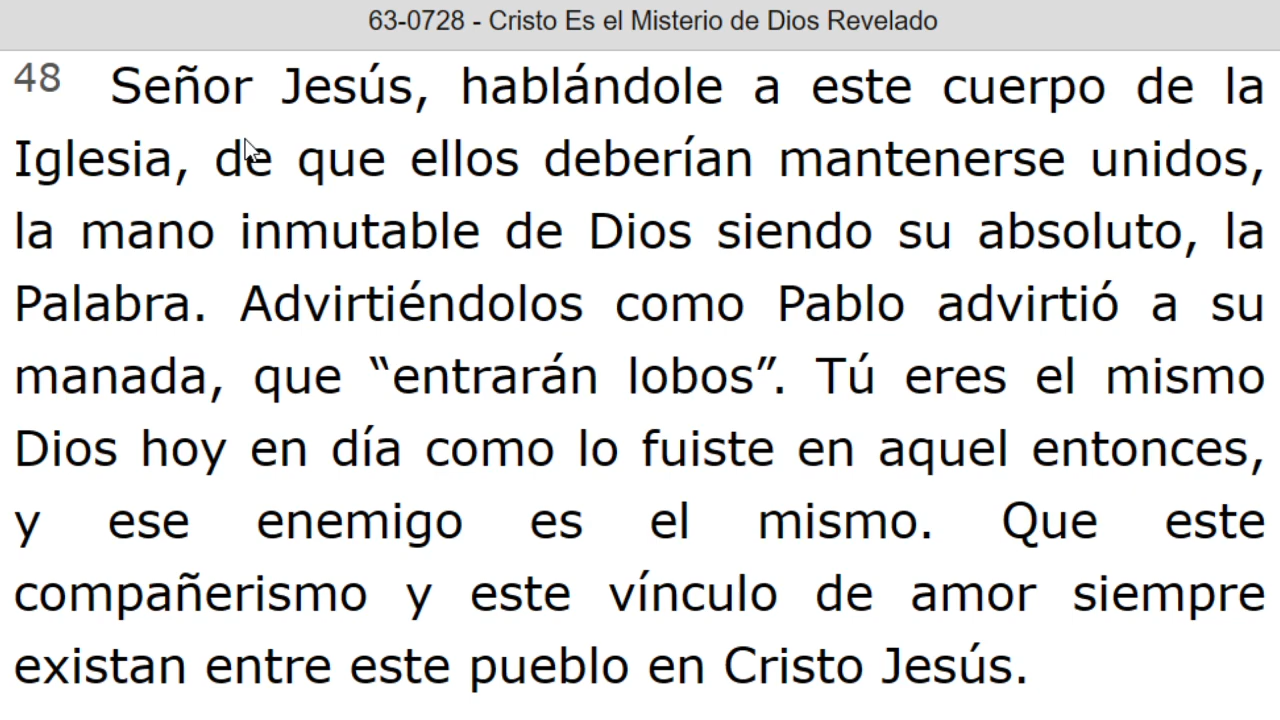 63-0728 - Cristo Es el Misterio de Dios Revelado
48 Señor Jesús, hablándole a este cuerpo de la
Iglesia, de que ellos deberían mantenerse unidos,
la mano inmutable de Dios siendo su absoluto, la
Palabra. Advirtiéndolos como Pablo advirtió a su
manada, que “entrarán lobos”. Tú eres el mismo
Dios hoy en día como lo fuiste en aquel entonces,
y ese enemigo es el mismo. Que este
compañerismo y este vínculo de amor siempre
existan entre este pueblo en Cristo Jesús.